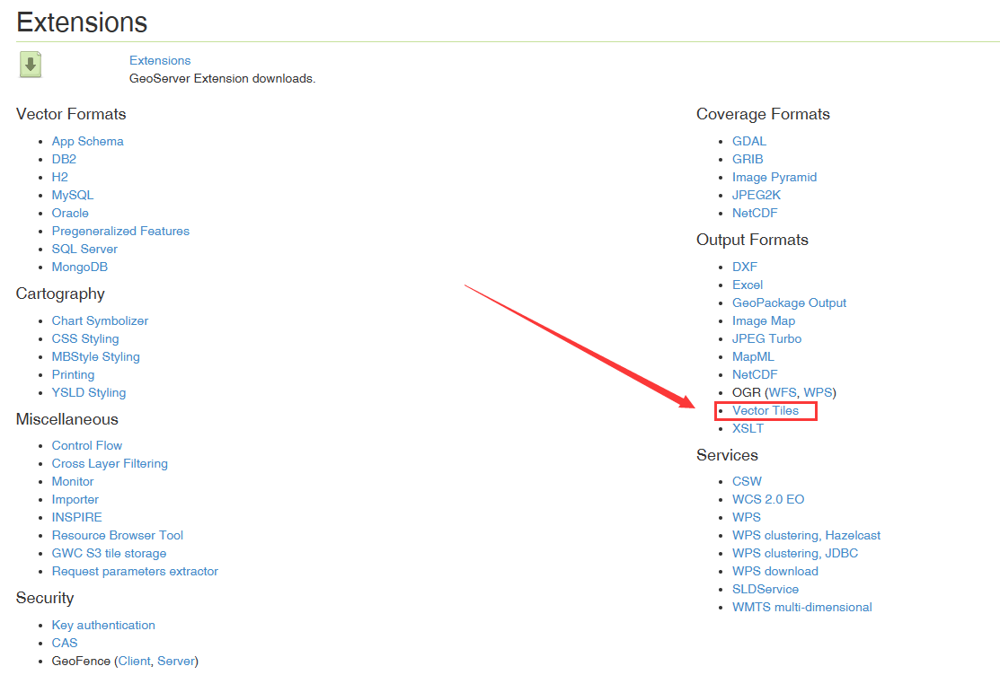 Extensions
Extensions
GeoServer Extension downloads.
Vector Formats
App Schema
DB2
H2
MySQL
Oracle
Pregeneralized Features
SQL Server
MongoDB
Cartography
Chart Symbolizer
CSS Styling
MBStyle Styling
Printing
YSLD Styling
Miscellaneous
Control Flow
Cross Layer Filtering
Monitor
Importer
INSPIRE
Resource Browser Tool
GWC S3 tile storage
Request parameters extractor
Security
Key authentication
CAS
GeoFence (Client, Server)
Coverage Formats
GDAL
GRIB
Image Pyramid
JPEG2K
NetCDF
Output Formats
DXF
Excel
GeoPackage Output
Image Map
JPEG Turbo
MapML
NetCDF
OGR (WFS, WPS)
Vector Tiles
XSLT
Services
CSW
WCS 2.0 EO
WPS
WPS clustering, Hazelcast
WPS clustering, JDBC
WPS download
SLDService
WMTS multi-dimensional